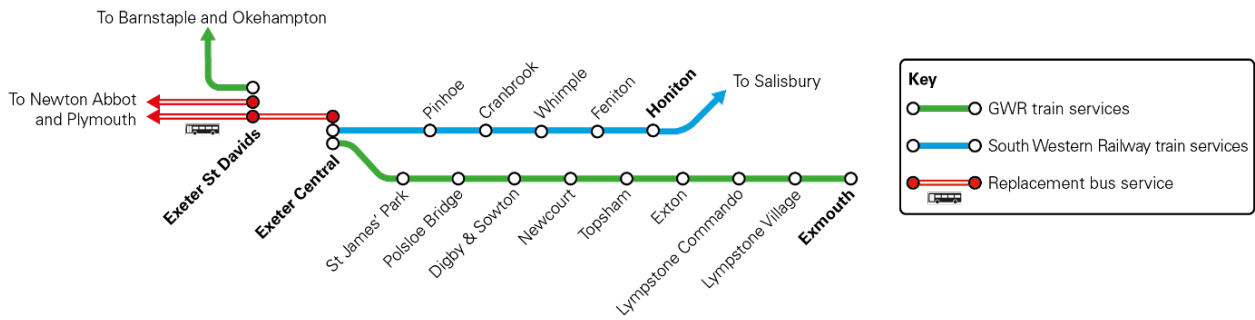 To Barnstaple and Okehampton
To Newton Abbot
and Plymouth
Exeter St Davids
Exeter Central
Pinhoe
Cranbrook
Whimple
Feniton
Honiton
To Salisbury
St James' Park
Polsloe Bridge
Digby & Sowton
Newcourt
Topsham
Exton
Lympstone Commando
Lympstone Village
Exmouth
Key
GWR train services
South Western Railway train services
Replacement bus service